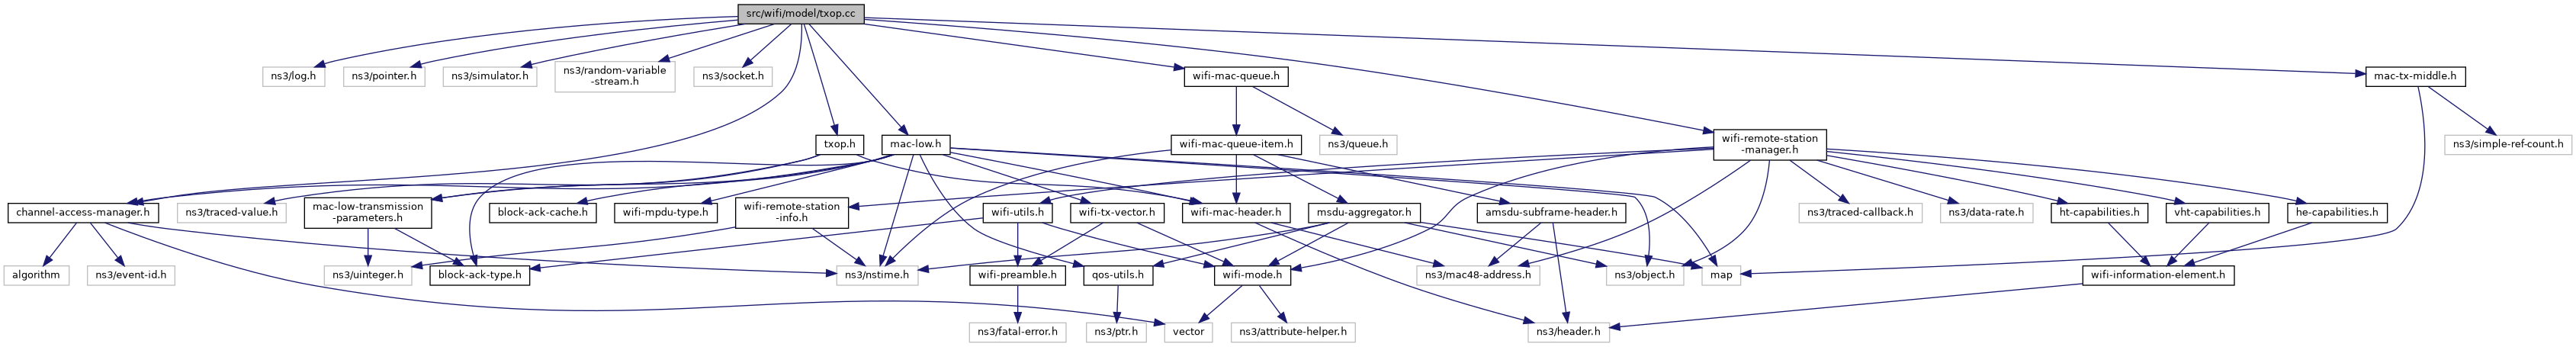 src/wifi/model/txop.cc
ns3/log.h
ns3/pointer.h
ns3/simulator.h
ns3/random-variable
-stream.h
ns3/socket.h
wifi-mac-queue.h
mac-tx-middle.h
txop.h
mac-low.h
wifi-mac-queue-item.h
ns3/queue.h
wifi-remote-station
-manager.h
ns3/simple-ref-count.h
channel-access-manager.h
ns3/traced-value.h
mac-low-transmission
-parameters.h
block-ack-cache.h
wifi-mpdu-type.h
wifi-remote-station
-info.h
wifi-utils.h
wifi-tx-vector.h
wifi-mac-header.h
msdu-aggregator.h
amsdu-subframe-header.h
ns3/traced-callback.h
ns3/data-rate.h
ht-capabilities.h
vht-capabilities.h
he-capabilities.h
algorithm
ns3/event-id.h
ns3/uinteger.h
block-ack-type.h
ns3/nstime.h
wifi-preamble.h
qos-utils.h
wifi-mode.h
ns3/mac48-address.h
ns3/object.h
map
wifi-information-element.h
ns3/fatal-error.h
ns3/ptr.h
vector
ns3/attribute-helper.h
ns3/header.h